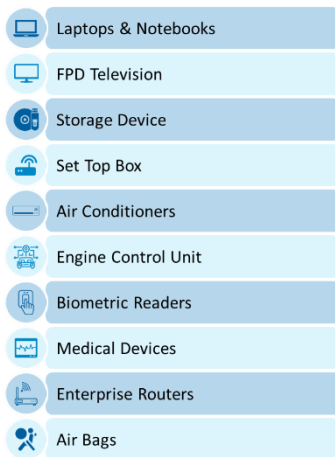 Laptops & Notebooks
FPD Television
Storage Device
Set Top Box
Air Conditioners
Engine Control Unit
Biometric Readers
Medical Devices
Enterprise Routers
Air Bags